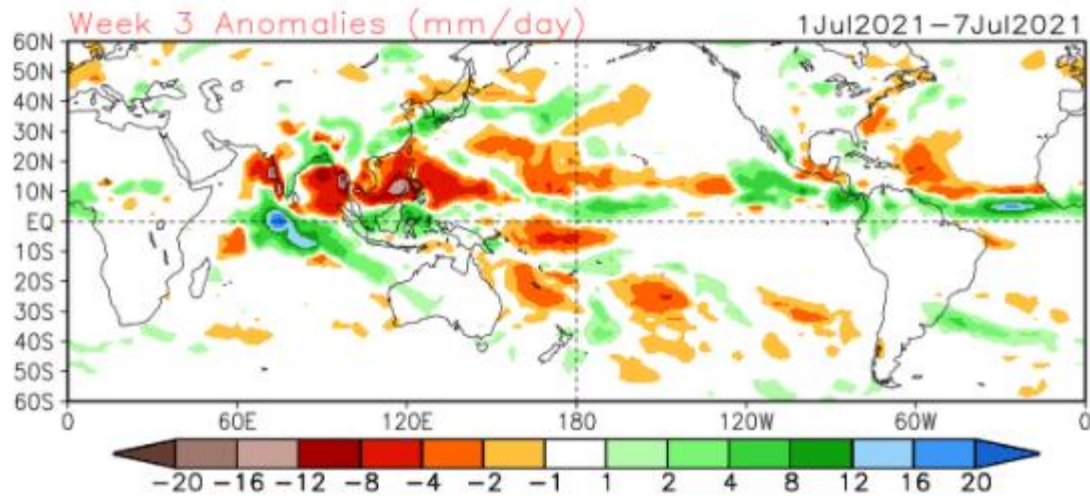 Week 3 Anomalies (mm/day) 1Jul2021-7Jul2021
60N
50N
40N
30N
20N
10N
EQ
10S
20S
30S
40S
50S
60S
0 60E 120E 180 120W 60W 0
-20 -16 -12 -8 -4 -2 -1 1 2 4 8 12 16 20